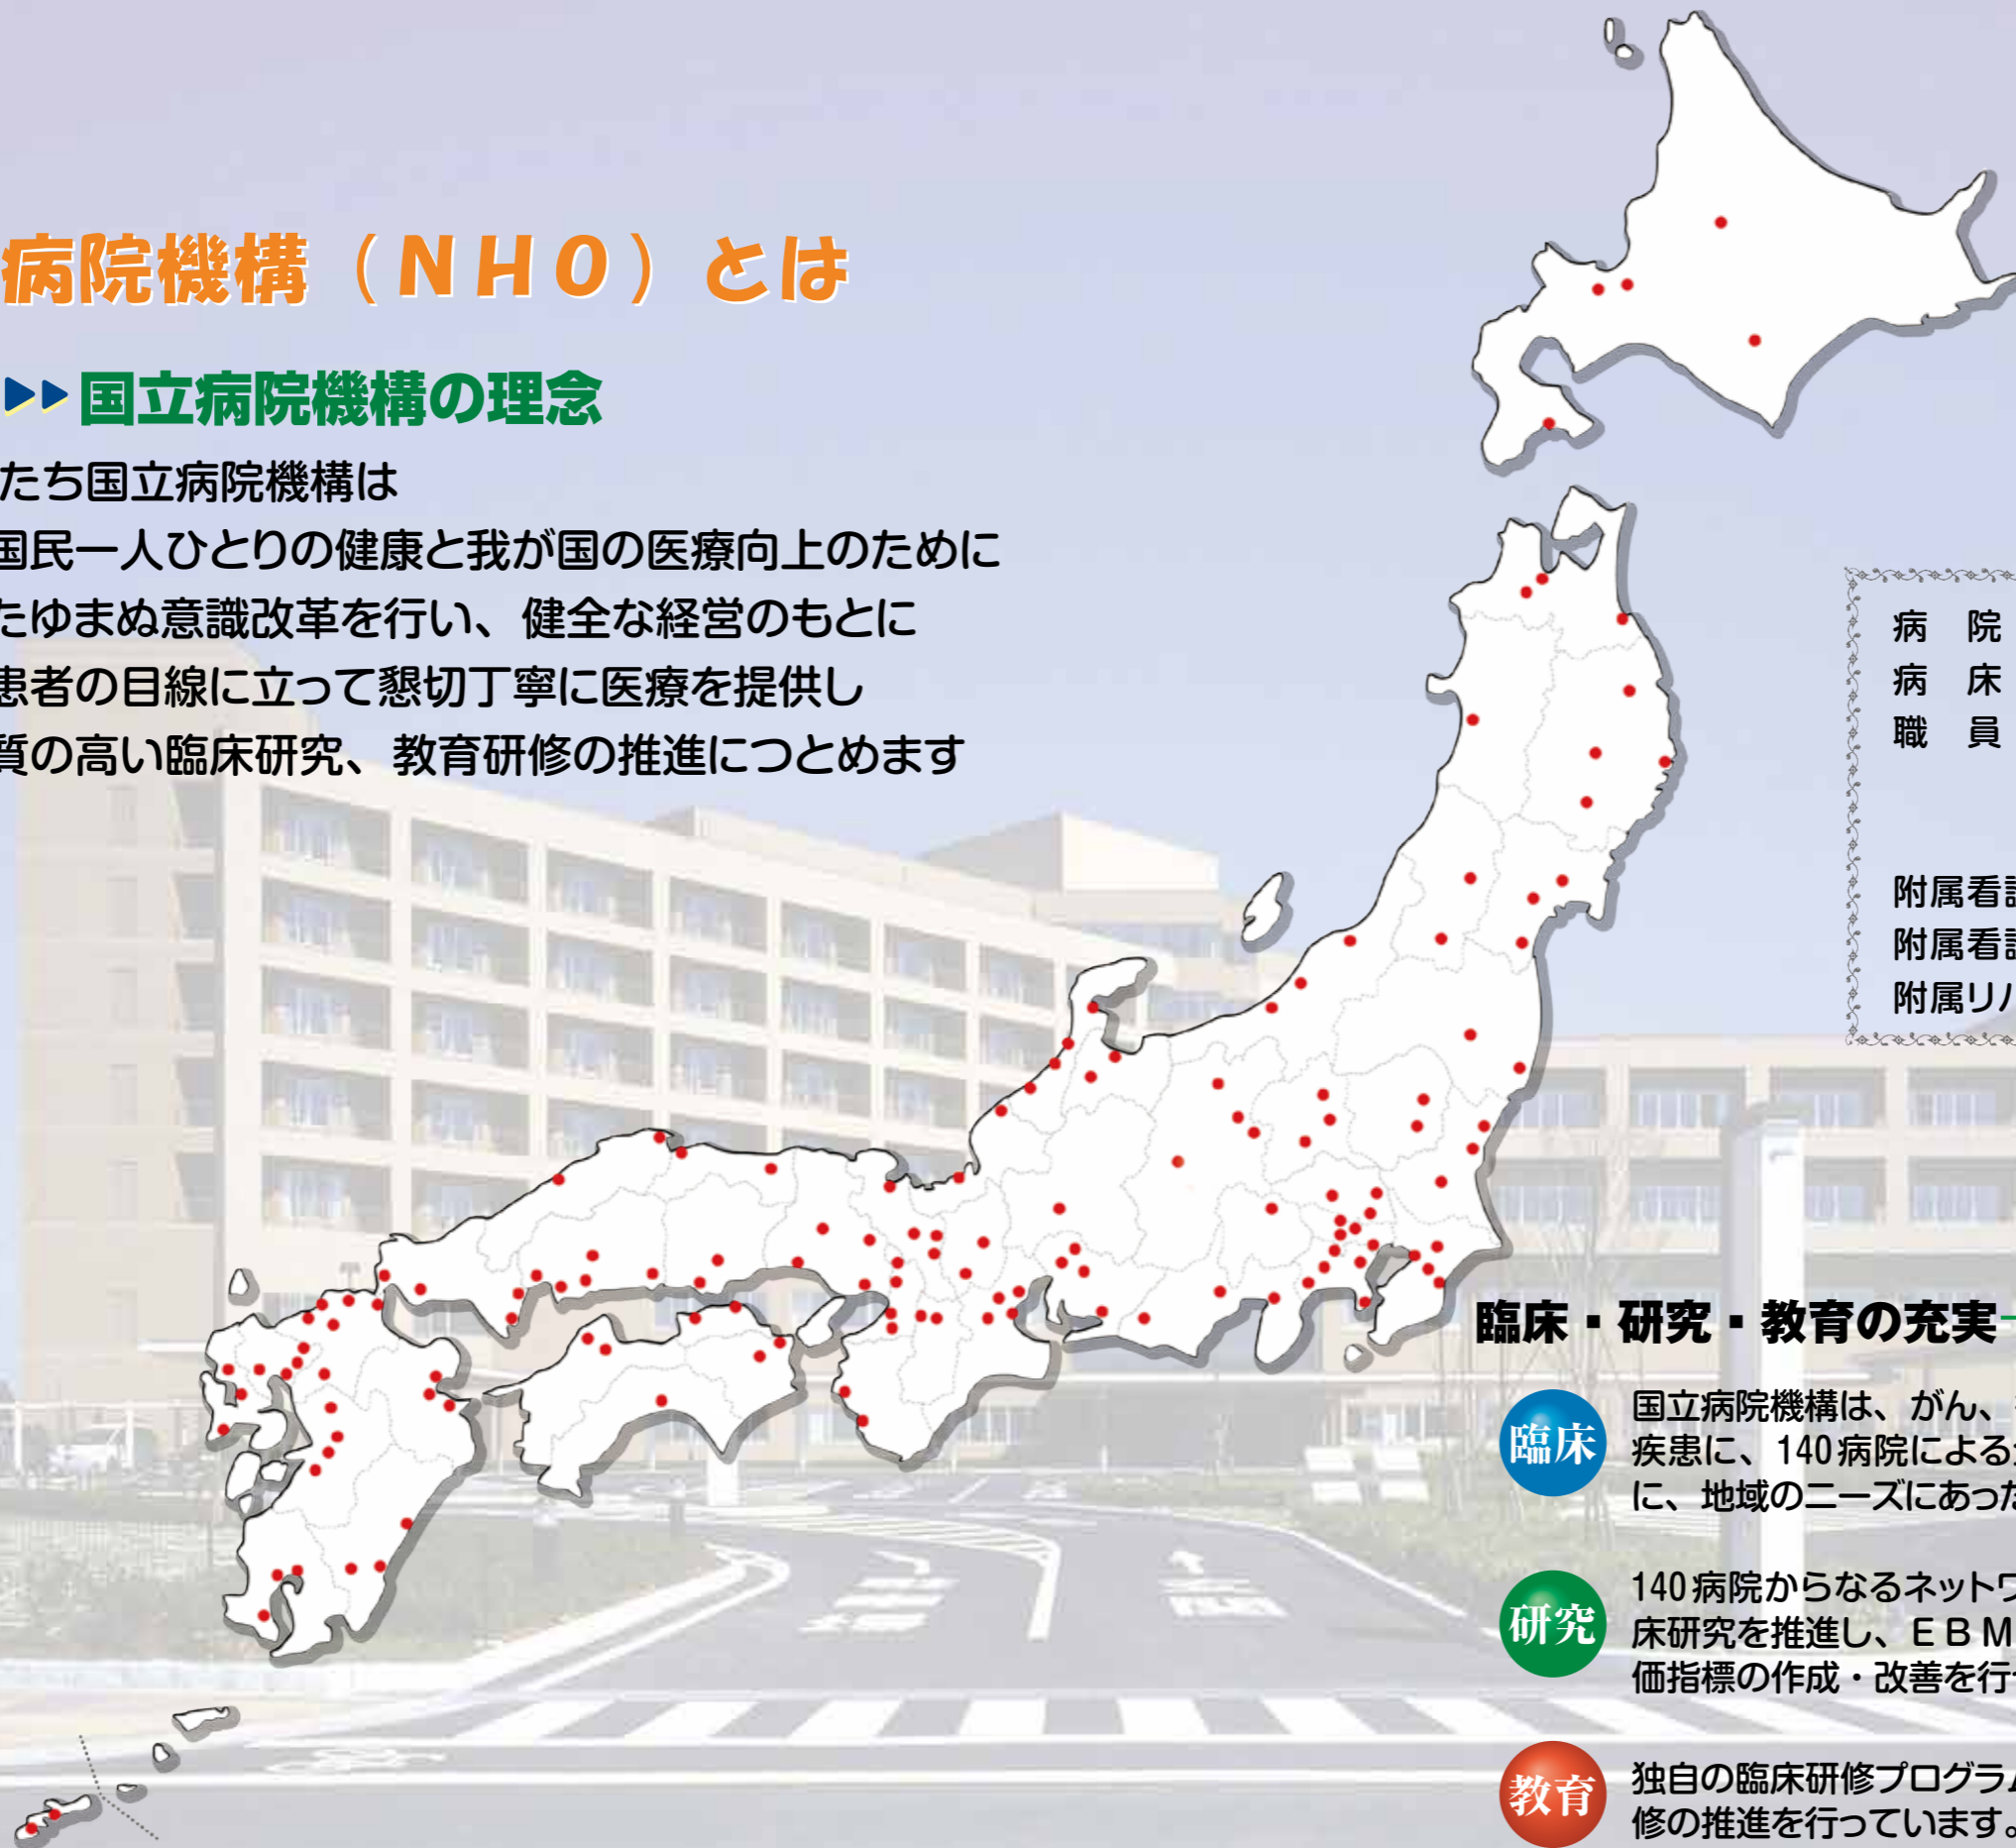 病院機構（ＮＨＯ）とは
国立病院機構の理念
たち国立病院機構は
国民一人ひとりの健康と我が国の医療向上のために
たゆまぬ意識改革を行い、健全な経営のもとに
患者の目線に立って懇切丁寧に医療を提供し
質の高い臨床研究、教育研修の推進につとめます
病　院
病　床
職　員
附属看護
附属看護
附属リハ
臨床・研究・教育の充実
臨床
国立病院機構は、がん、
疾患に、140病院による
に、地域のニーズにあった
研究
140病院からなるネットワ
床研究を推進し、ＥＢＭ
価指標の作成・改善を行
教育
独自の臨床研修プログラム
修の推進を行っています。